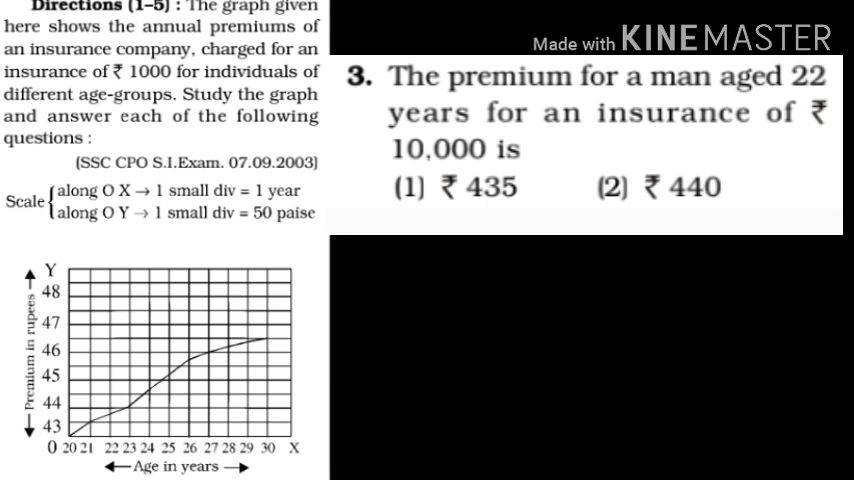 Directions (1–5) : The graph given
here shows the annual premiums of
an insurance company, charged for an
insurance of ₹ 1000 for individuals of
different age-groups. Study the graph
and answer each of the following
questions :
(SSC CPO S.I.Exam. 07.09.2003)
Scale { along O X → 1 small div = 1 year
along O Y → 1 small div = 50 paise
Made with KINEMASTER
3. The premium for a man aged 22
years for an insurance of ₹
10,000 is
(1) ₹ 435 (2) ₹ 440
Y
48
47
46
45
44
43
Premium in rupees
0 20 21 22 23 24 25 26 27 28 29 30 X
Age in years